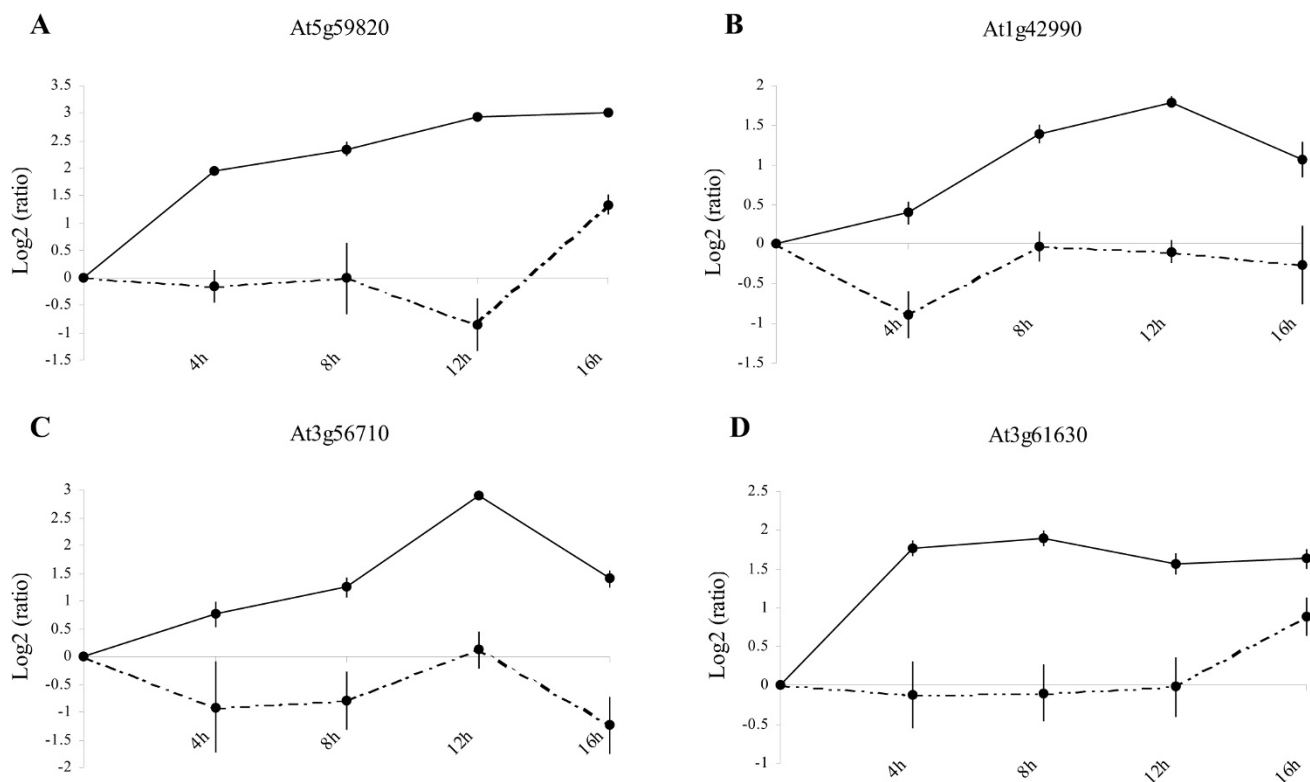 A
At5g59820
Log2 (ratio)
3.5
3
2.5
2
1.5
1
0.5
0
-0.5
-1
-1.5
4h
8h
12h
16h
B
At1g42990
Log2 (ratio)
2
1.5
1
0.5
0
-0.5
-1
-1.5
4h
8h
12h
16h
C
At3g56710
Log2 (ratio)
3
2.5
2
1.5
1
0.5
0
-0.5
-1
-1.5
-2
4h
8h
12h
16h
D
At3g61630
Log2 (ratio)
2.5
2
1.5
1
0.5
0
-0.5
-1
4h
8h
12h
16h